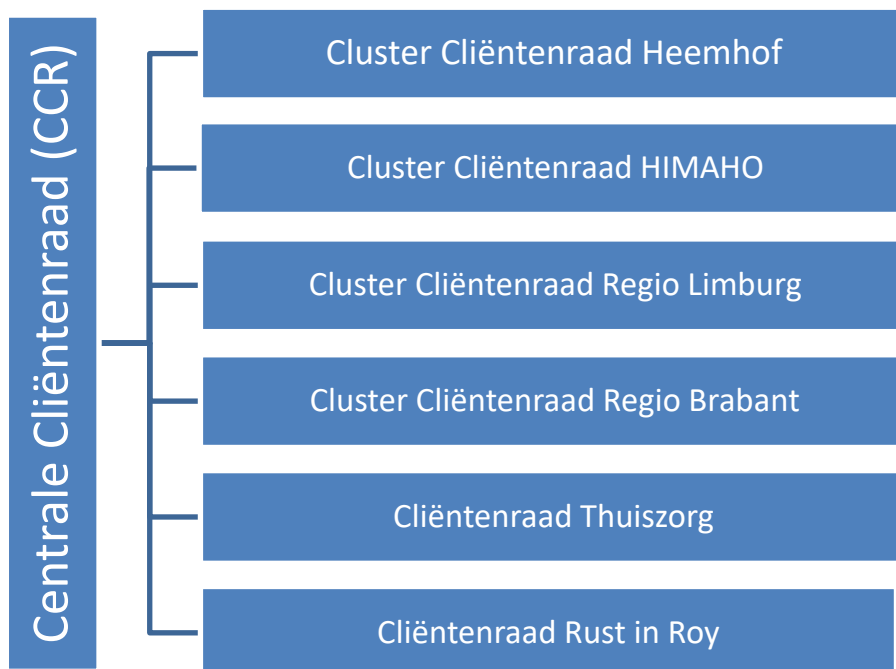 Centrale Cliëntenraad (CCR)
Cluster Cliëntenraad Heemhof
Cluster Cliëntenraad HIMAHO
Cluster Cliëntenraad Regio Limburg
Cluster Cliëntenraad Regio Brabant
Cliëntenraad Thuiszorg
Cliëntenraad Rust in Roy